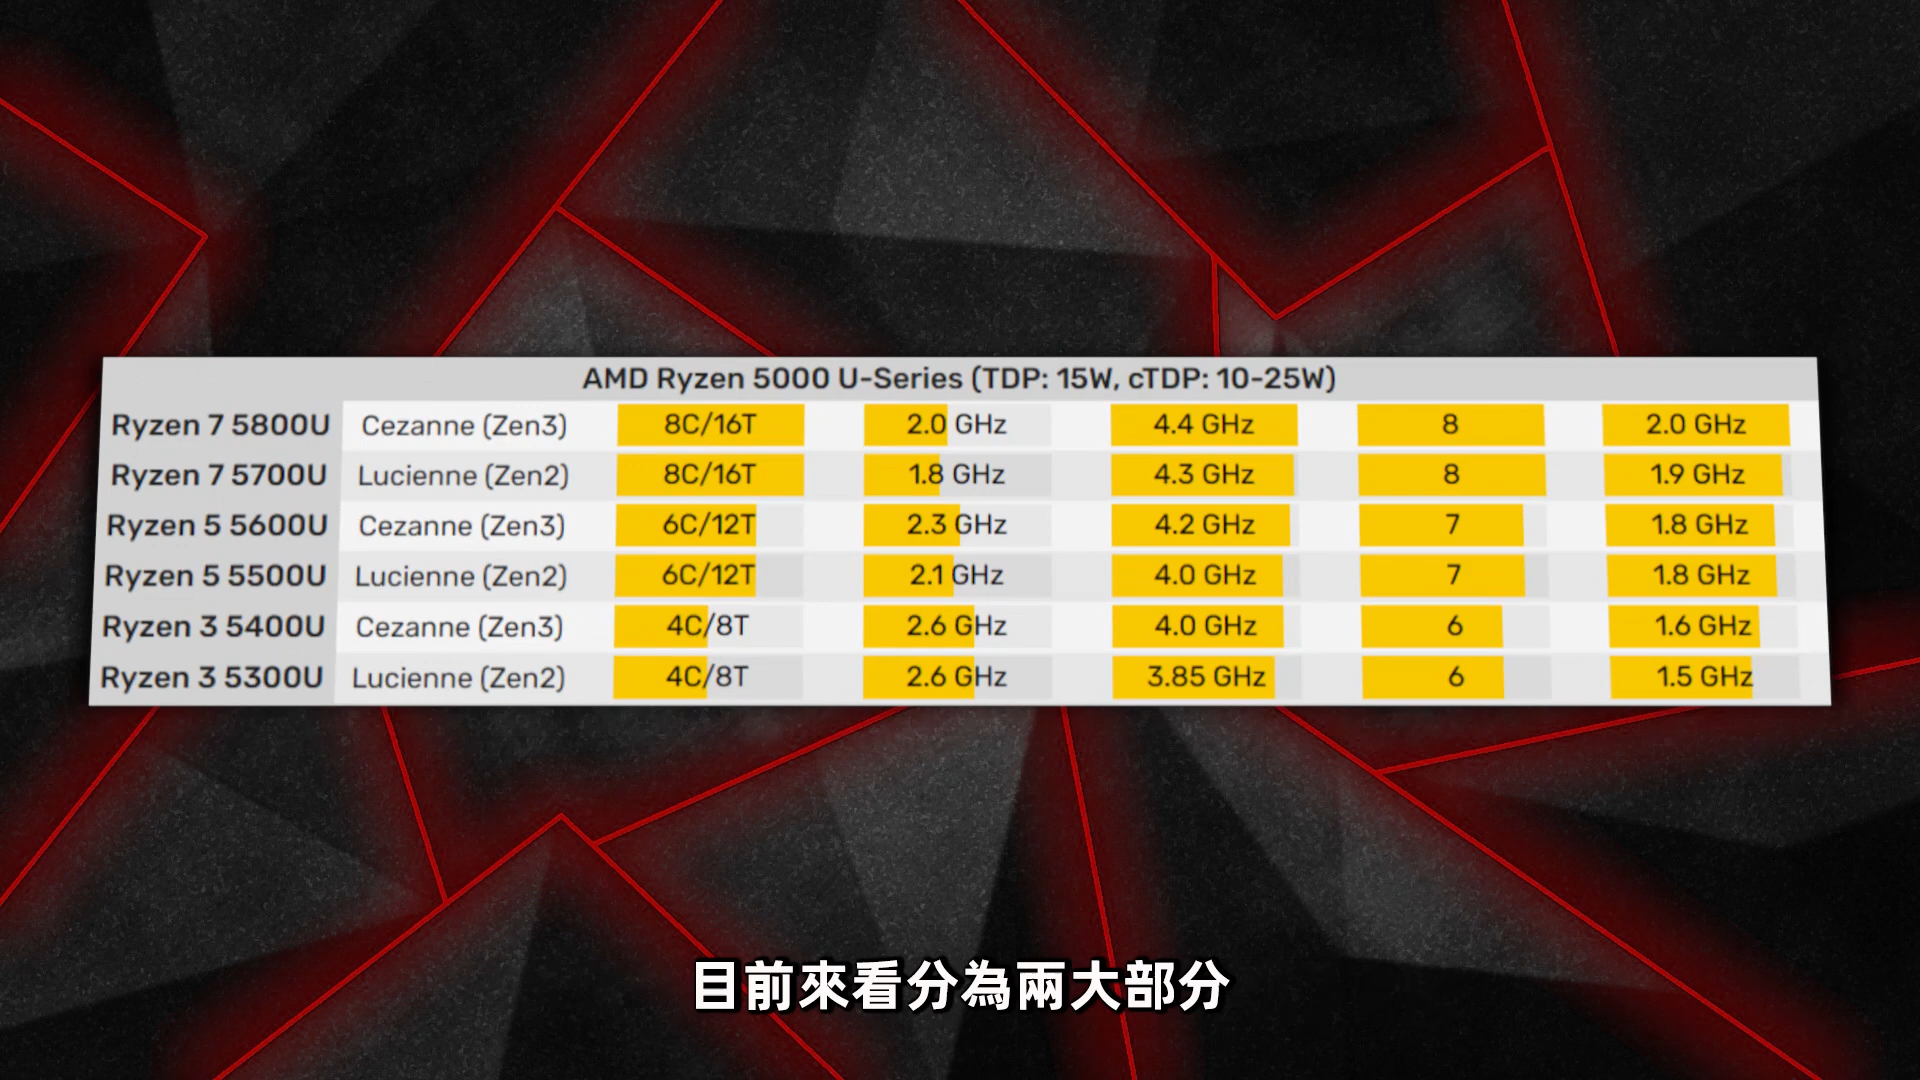 AMD Ryzen 5000 U-Series (TDP: 15W, cTDP: 10-25W)
Ryzen 7 5800U Cezanne (Zen3) 8C/16T 2.0 GHz 4.4 GHz 8 2.0 GHz
Ryzen 7 5700U Lucienne (Zen2) 8C/16T 1.8 GHz 4.3 GHz 8 1.9 GHz
Ryzen 5 5600U Cezanne (Zen3) 6C/12T 2.3 GHz 4.2 GHz 7 1.8 GHz
Ryzen 5 5500U Lucienne (Zen2) 6C/12T 2.1 GHz 4.0 GHz 7 1.8 GHz
Ryzen 3 5400U Cezanne (Zen3) 4C/8T 2.6 GHz 4.0 GHz 6 1.6 GHz
Ryzen 3 5300U Lucienne (Zen2) 4C/8T 2.6 GHz 3.85 GHz 6 1.5 GHz
目前來看分為兩大部分